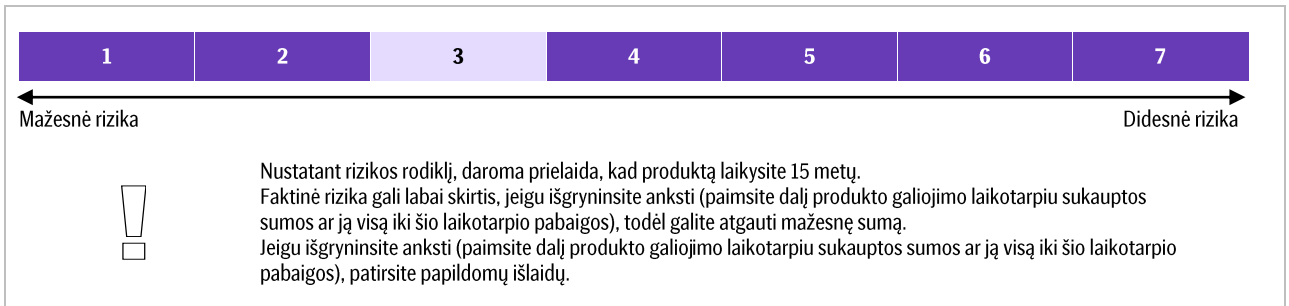 1 2 3 4 5 6 7
Mažesnė rizika Didesnė rizika
Nustatant rizikos rodiklį, daroma prielaida, kad produktą laikysite 15 metų.
Faktinė rizika gali labai skirtis, jeigu išgryninsite anksti (paimsite dalį produkto galiojimo laikotarpiu sukauptos
sumos ar ją visą iki šio laikotarpio pabaigos), todėl galite atgauti mažesnę sumą.
Jeigu išgryninsite anksti (paimsite dalį produkto galiojimo laikotarpiu sukauptos sumos ar ją visą iki šio laikotarpio
pabaigos), patirsite papildomų išlaidų.